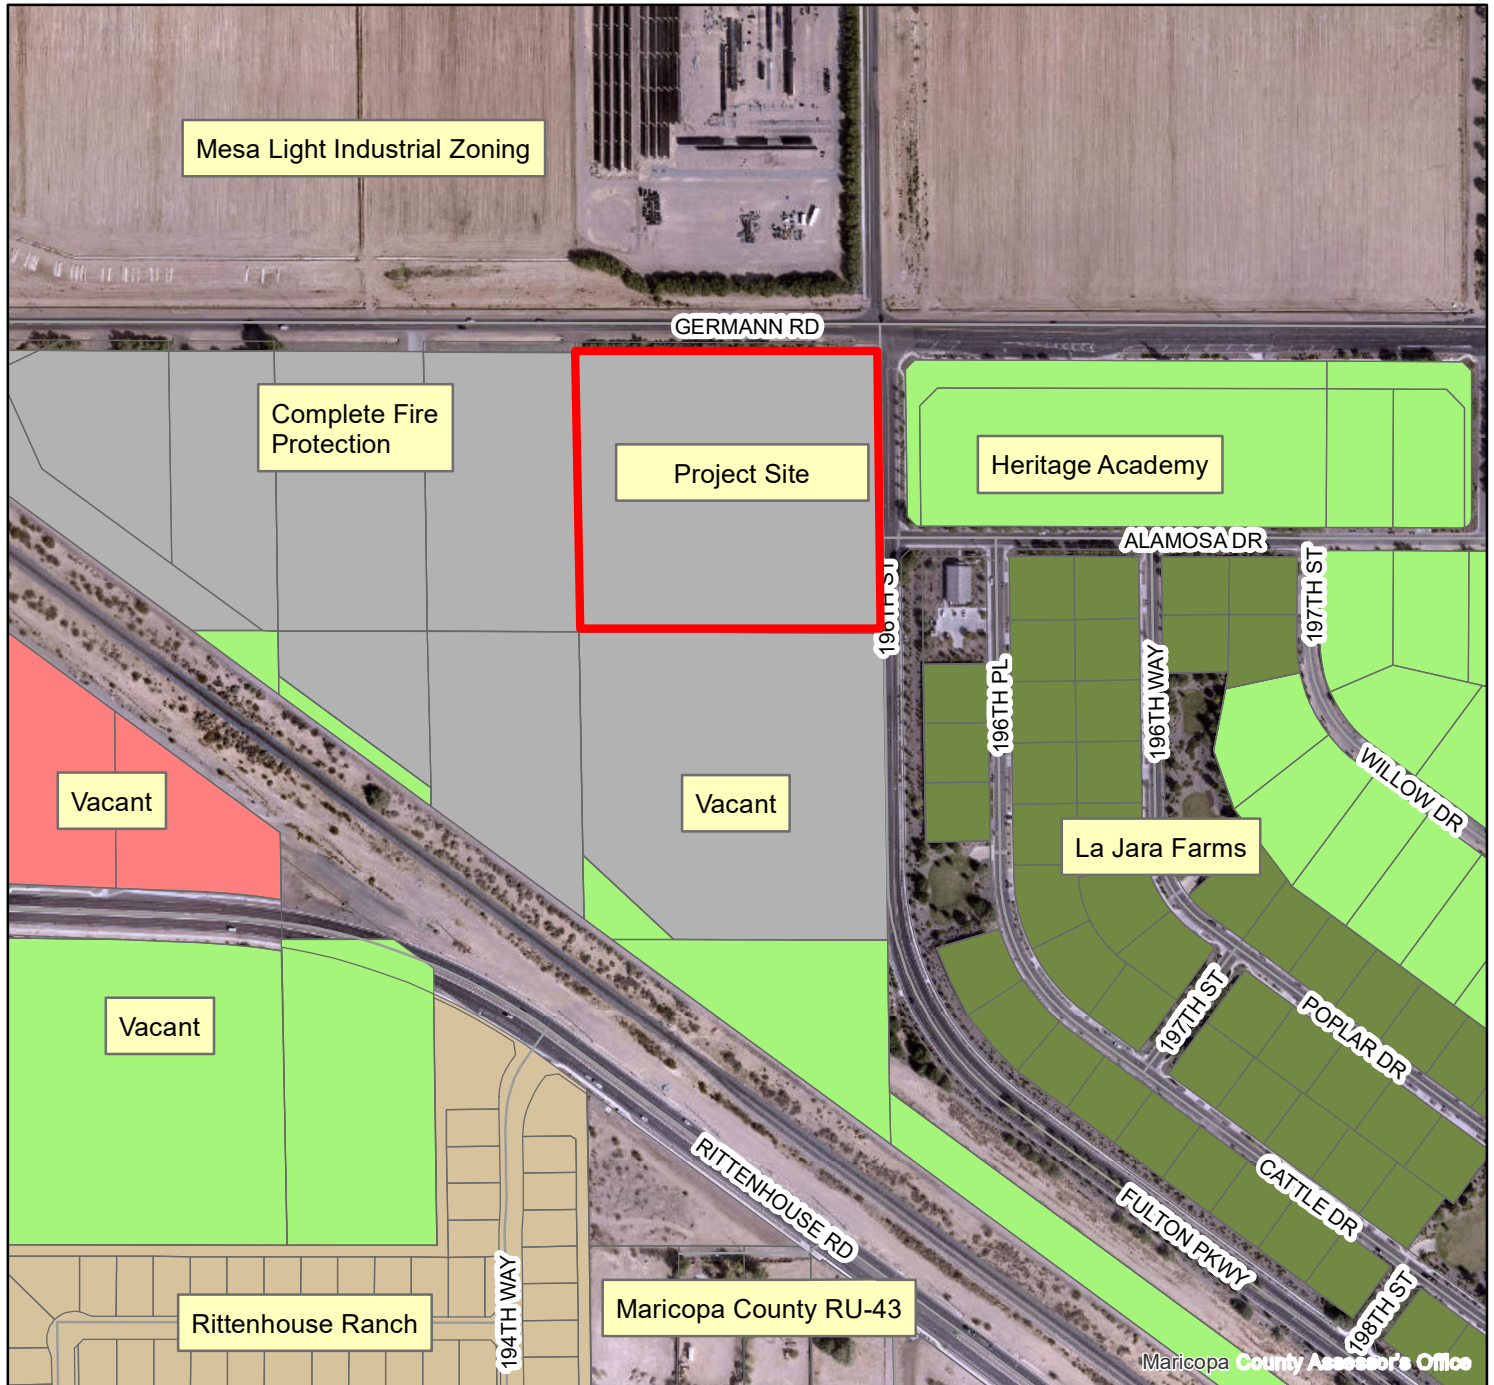 Mesa Light Industrial Zoning
GERMANN RD
Complete Fire
Protection
Project Site
Heritage Academy
ALAMOSA DR
196TH ST
197TH ST
196TH PL
196TH WAY
WILLOW DR
Vacant
Vacant
La Jara Farms
197TH ST
POPLAR DR
Vacant
RITTENHOUSE RD
CATTLE DR
FULTON PKWY
194TH WAY
Rittenhouse Ranch
Maricopa County RU-43
198TH ST
Maricopa County Assessor's Office